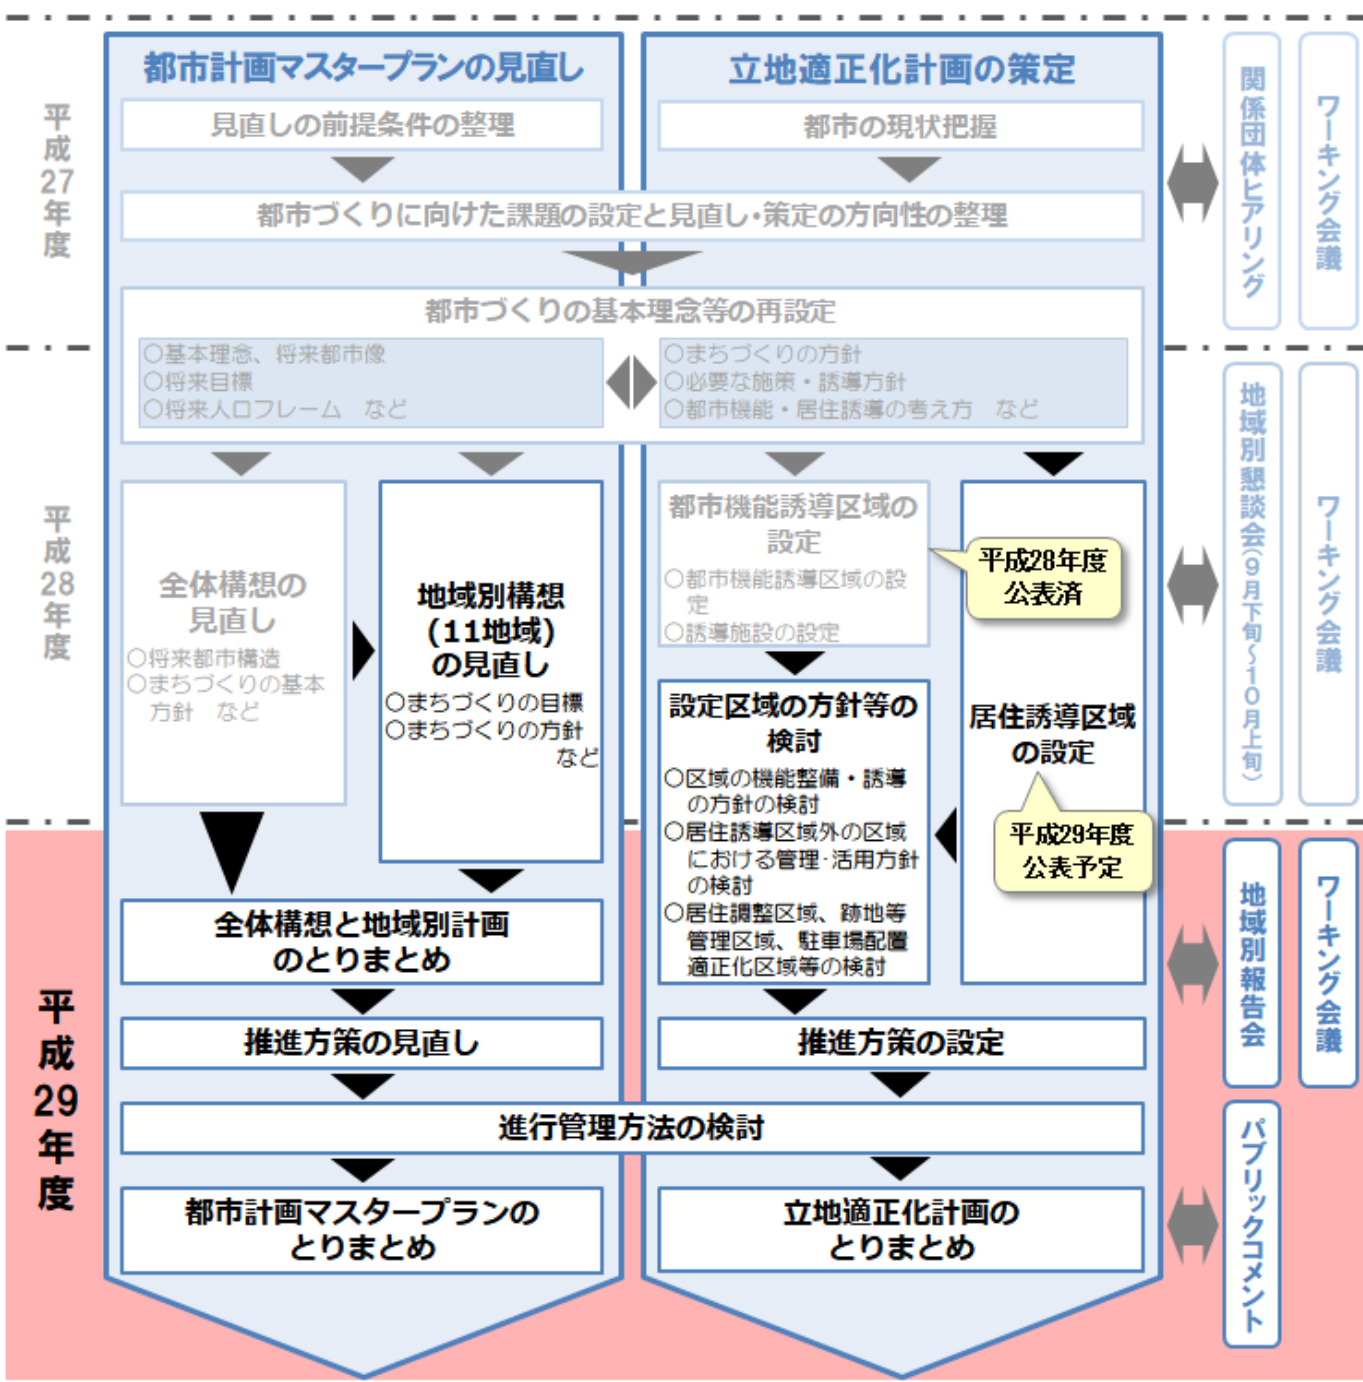 平成27年度
都市計画マスタープランの見直し
見直しの前提条件の整理
立地適正化計画の策定
都市の現状把握
都市づくりに向けた課題の設定と見直し・策定の方向性の整理
関係団体ヒアリング
ワーキング会議
都市づくりの基本理念等の再設定
○基本理念、将来都市像
○将来目標
○将来人口フレーム　など
○まちづくりの方針
○必要な施策・誘導方針
○都市機能・居住誘導の考え方　など
平成28年度
全体構想の
見直し
○将来都市構造
○まちづくりの基本
方針　など
地域別構想
(11地域)
の見直し
○まちづくりの目標
○まちづくりの方針
など
都市機能誘導区域の
設定
○都市機能誘導区域の設
定
○誘導施設の設定
平成28年度
公表済
設定区域の方針等の
検討
○区域の機能整備・誘導
の方針の検討
○居住誘導区域外の区域
における管理・活用方針
の検討
○居住調整区域、跡地等
管理区域、駐車場配置
適正化区域等の検討
居住誘導区域
の設定
平成29年度
公表予定
地域別懇談会(9月下旬~10月上旬)
ワーキング会議
平成29年度
全体構想と地域別計画
のとりまとめ
推進方策の見直し
推進方策の設定
進行管理方法の検討
都市計画マスタープランの
とりまとめ
立地適正化計画の
とりまとめ
地域別報告会
ワーキング会議
パブリックコメント